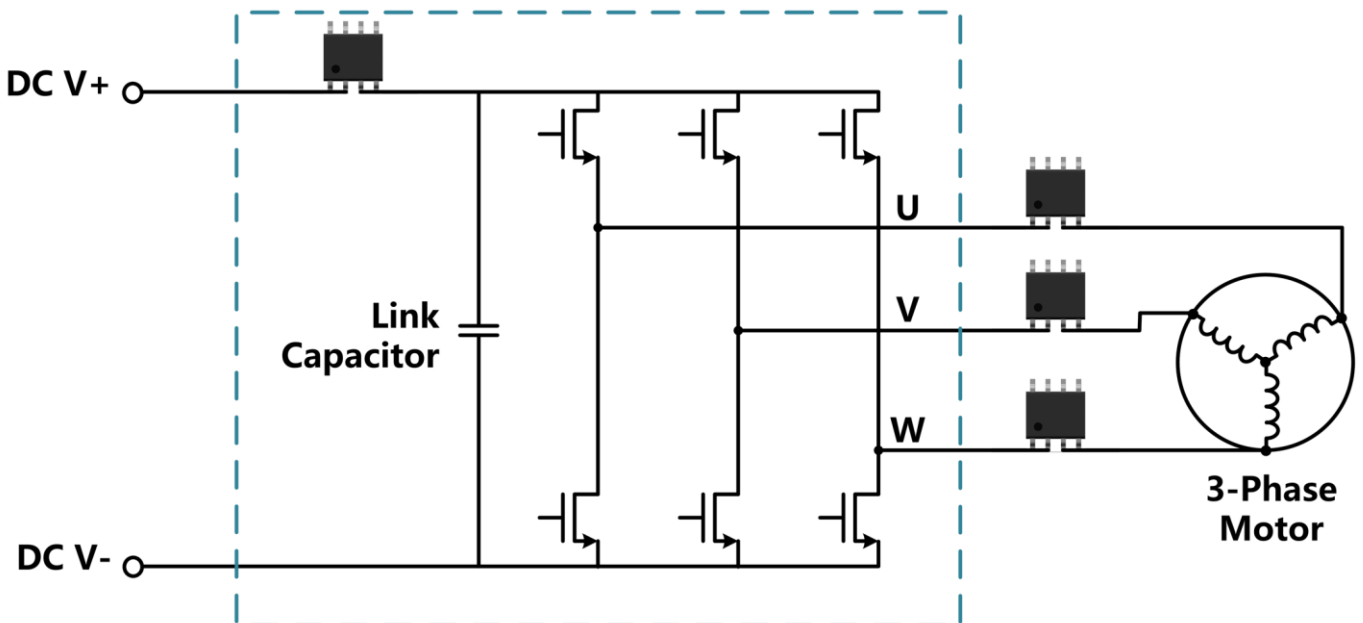 DC V+
U
Link
Capacitor
V
W
3-Phase
Motor
DC V-